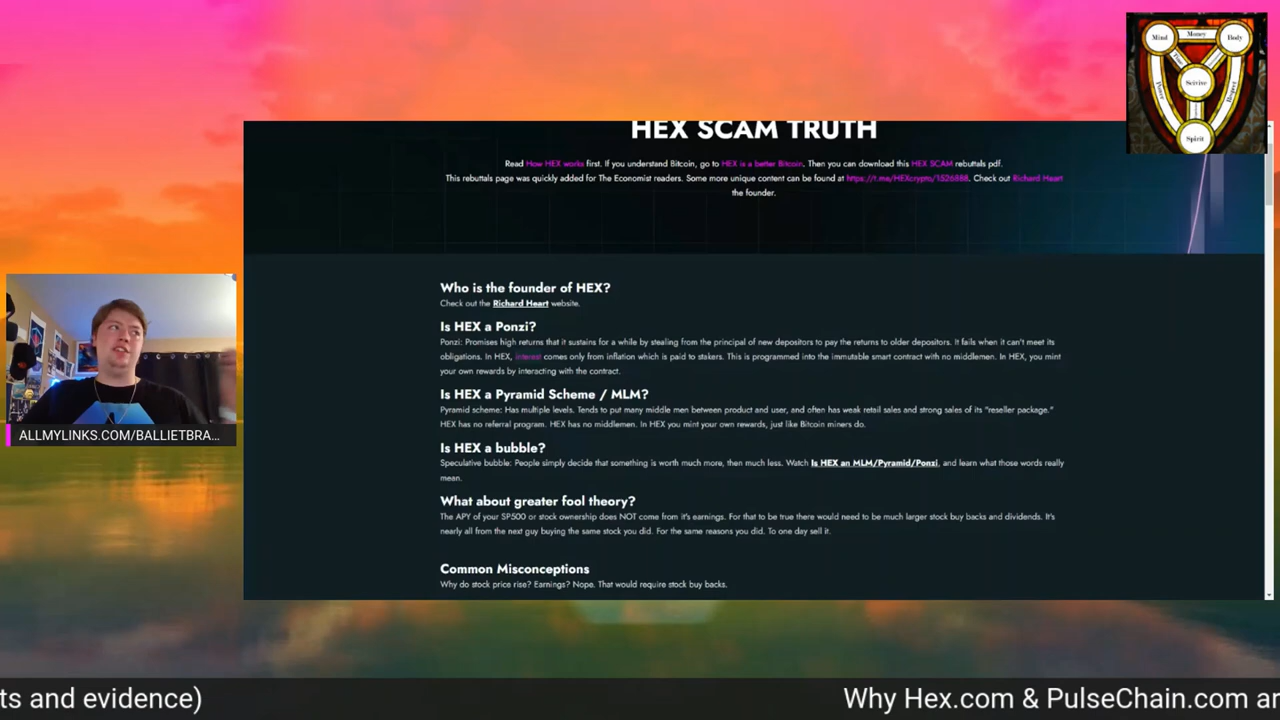 Mind
Money
Body
Scivive
Spirit
HEX SCAM TRUTH
Read How HEX works first. If you understand Bitcoin, go to HEX is a better Bitcoin. Then you can download this HEX SCAM rebuttals pdf.
This rebuttals page was quickly added for The Economist readers. Some more unique content can be found at https://t.me/HEXcrypto/1526888. Check out Richard Heart
the founder.
Who is the founder of HEX?
Check out the Richard Heart website.
Is HEX a Ponzi?
Ponzi: Promises high returns that it sustains for a while by stealing from the principal of new depositors to pay the returns to older depositors. It fails when it can't meet its
obligations. In HEX, interest comes only from inflation which is paid to stakers. This is programmed into the immutable smart contract with no middlemen. In HEX, you mint
your own rewards by interacting with the contract.
Is HEX a Pyramid Scheme / MLM?
Pyramid scheme: Has multiple levels. Tends to put many middle men between product and user, and often has weak retail sales and strong sales of its "reseller package."
HEX has no referral program. HEX has no middlemen. In HEX you mint your own rewards, just like Bitcoin miners do.
Is HEX a bubble?
Speculative bubble: People simply decide that something is worth much more, then much less. Watch Is HEX an MLM/Pyramid/Ponzi, and learn what those words really
mean.
What about greater fool theory?
The APY of your SP500 or stock ownership does NOT come from it's earnings. For that to be true there would need to be much larger stock buy backs and dividends. It's
nearly all from the next guy buying the same stock you did. For the same reasons you did. To one day sell it.
Common Misconceptions
Why do stock price rise? Earnings? Nope. That would require stock buy backs.
ALLMYLINKS.COM/BALLIETBRA...
ts and evidence)
Why Hex.com & PulseChain.com ar